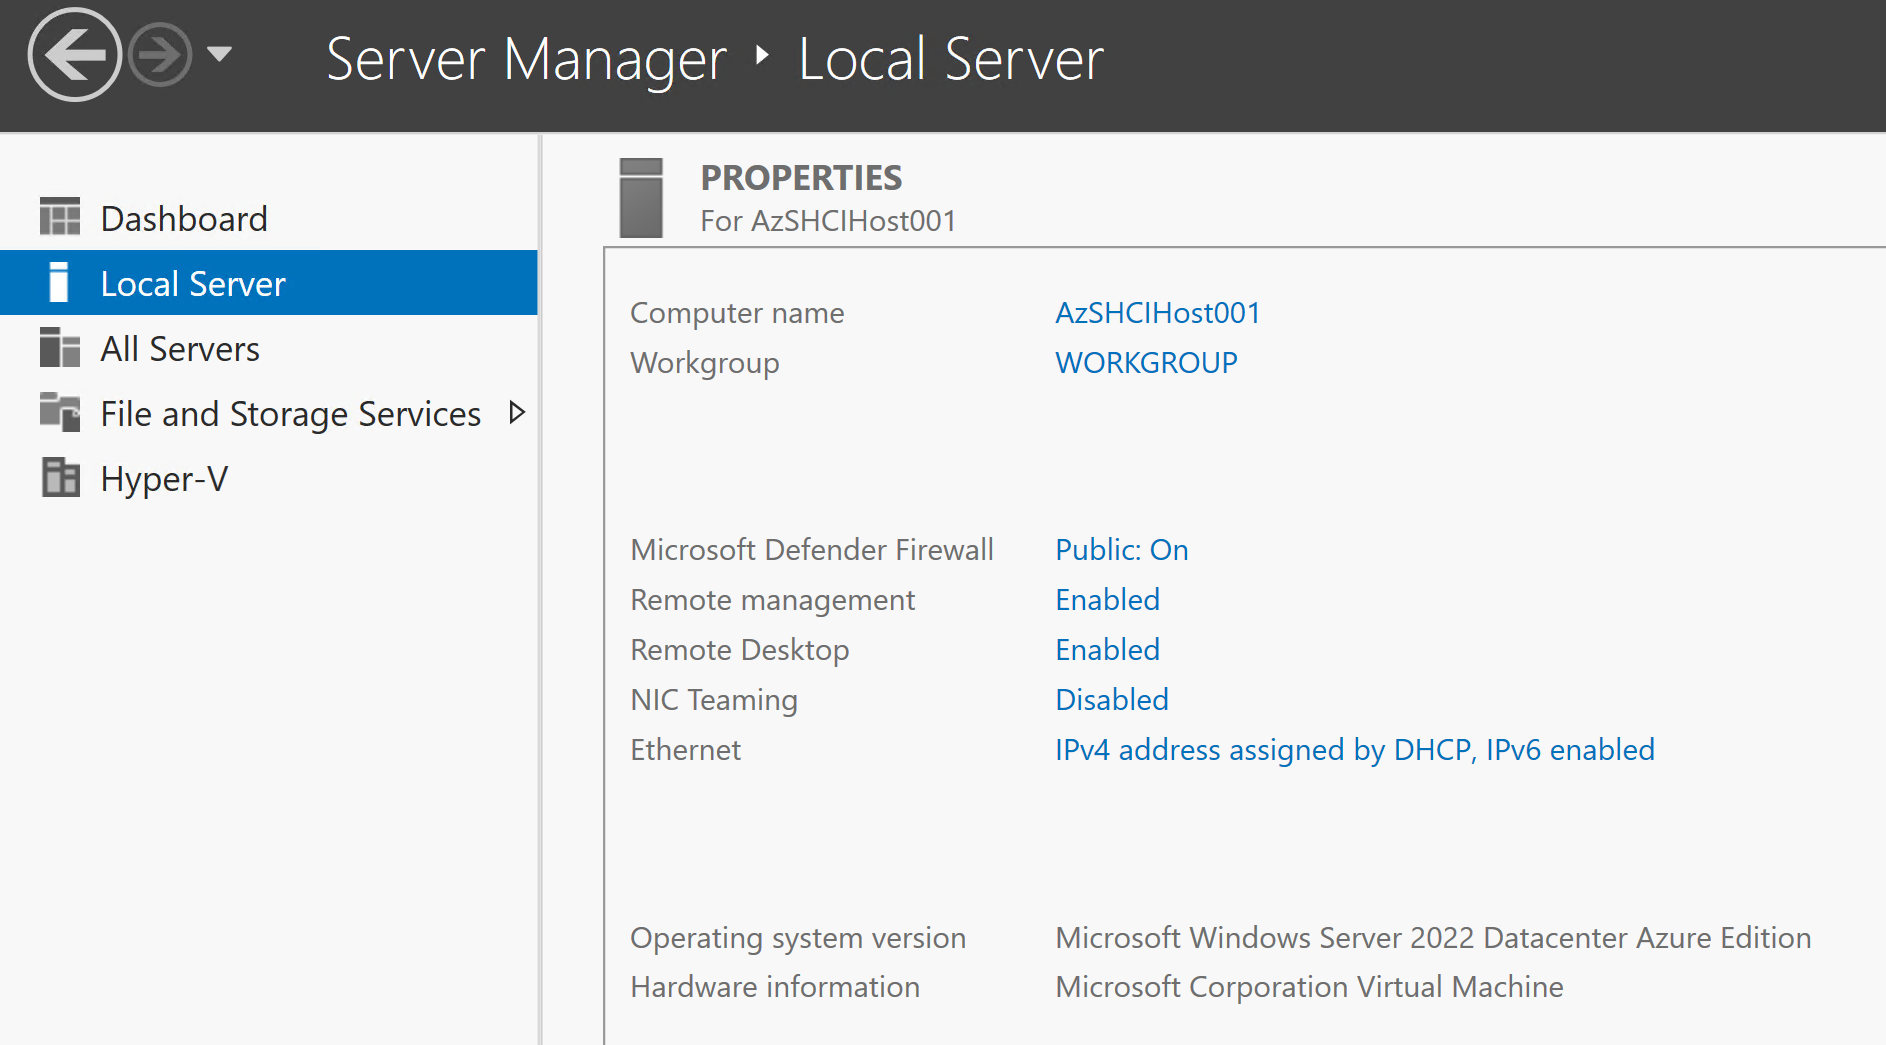 Server Manager ‣ Local Server
Dashboard
Local Server
All Servers
File and Storage Services
Hyper-V
PROPERTIES
For AzSHCIHost001
Computer name AzSHCIHost001
Workgroup WORKGROUP
Microsoft Defender Firewall Public: On
Remote management Enabled
Remote Desktop Enabled
NIC Teaming Disabled
Ethernet IPv4 address assigned by DHCP, IPv6 enabled
Operating system version Microsoft Windows Server 2022 Datacenter Azure Edition
Hardware information Microsoft Corporation Virtual Machine